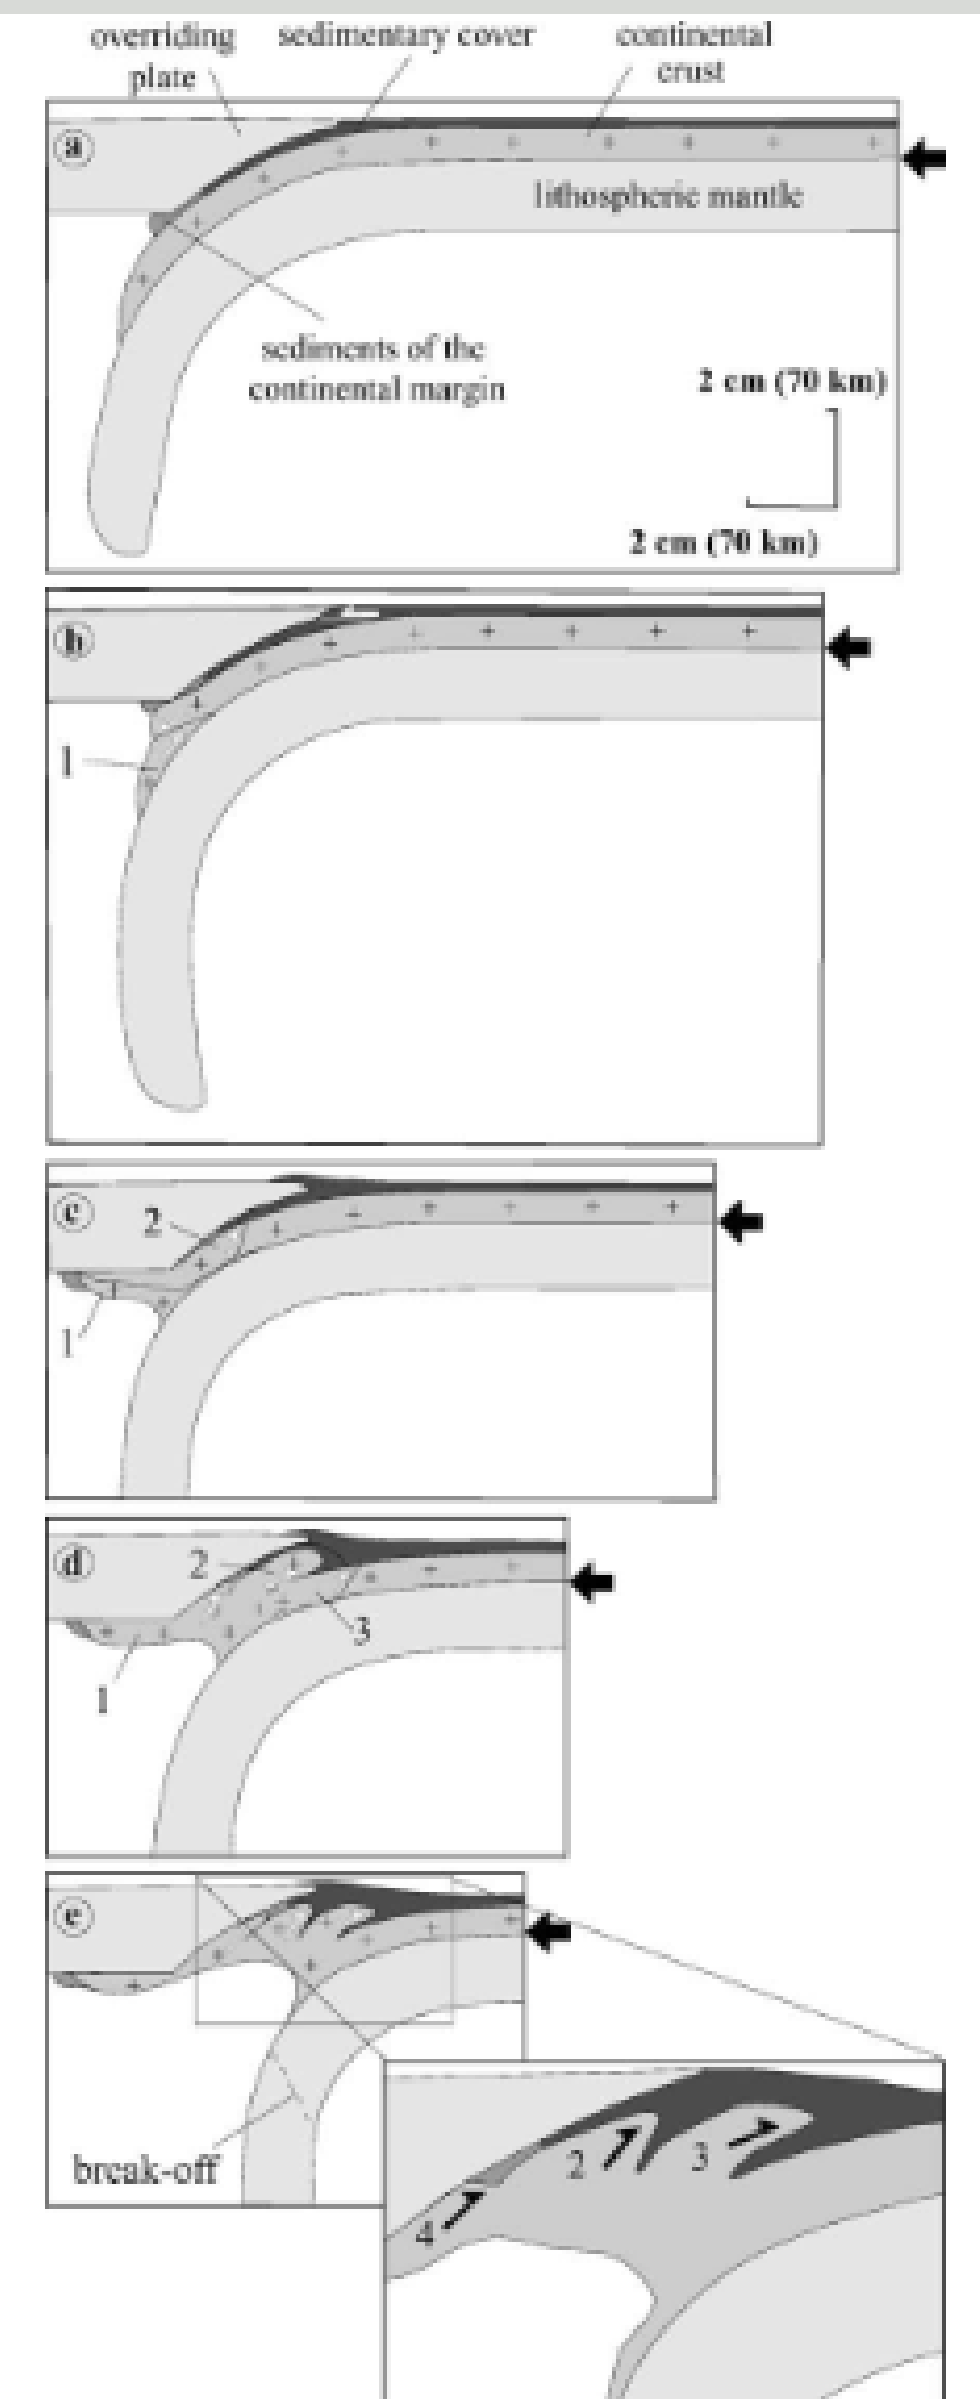 overriding
plate
sedimentary cover
continental
crust
a
lithospheric mantle
sediments of the
continental margin
2 cm (70 km)
2 cm (70 km)
b
1
c
2
1
d
2
3
1
e
break-off
2
3
4